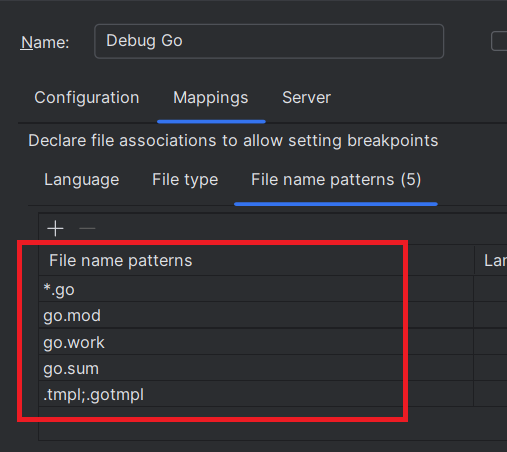 Name: Debug Go
Configuration Mappings Server
Declare file associations to allow setting breakpoints
Language File type File name patterns (5)
File name patterns Lan
*.go
go.mod
go.work
go.sum
.tmpl;.gotmpl